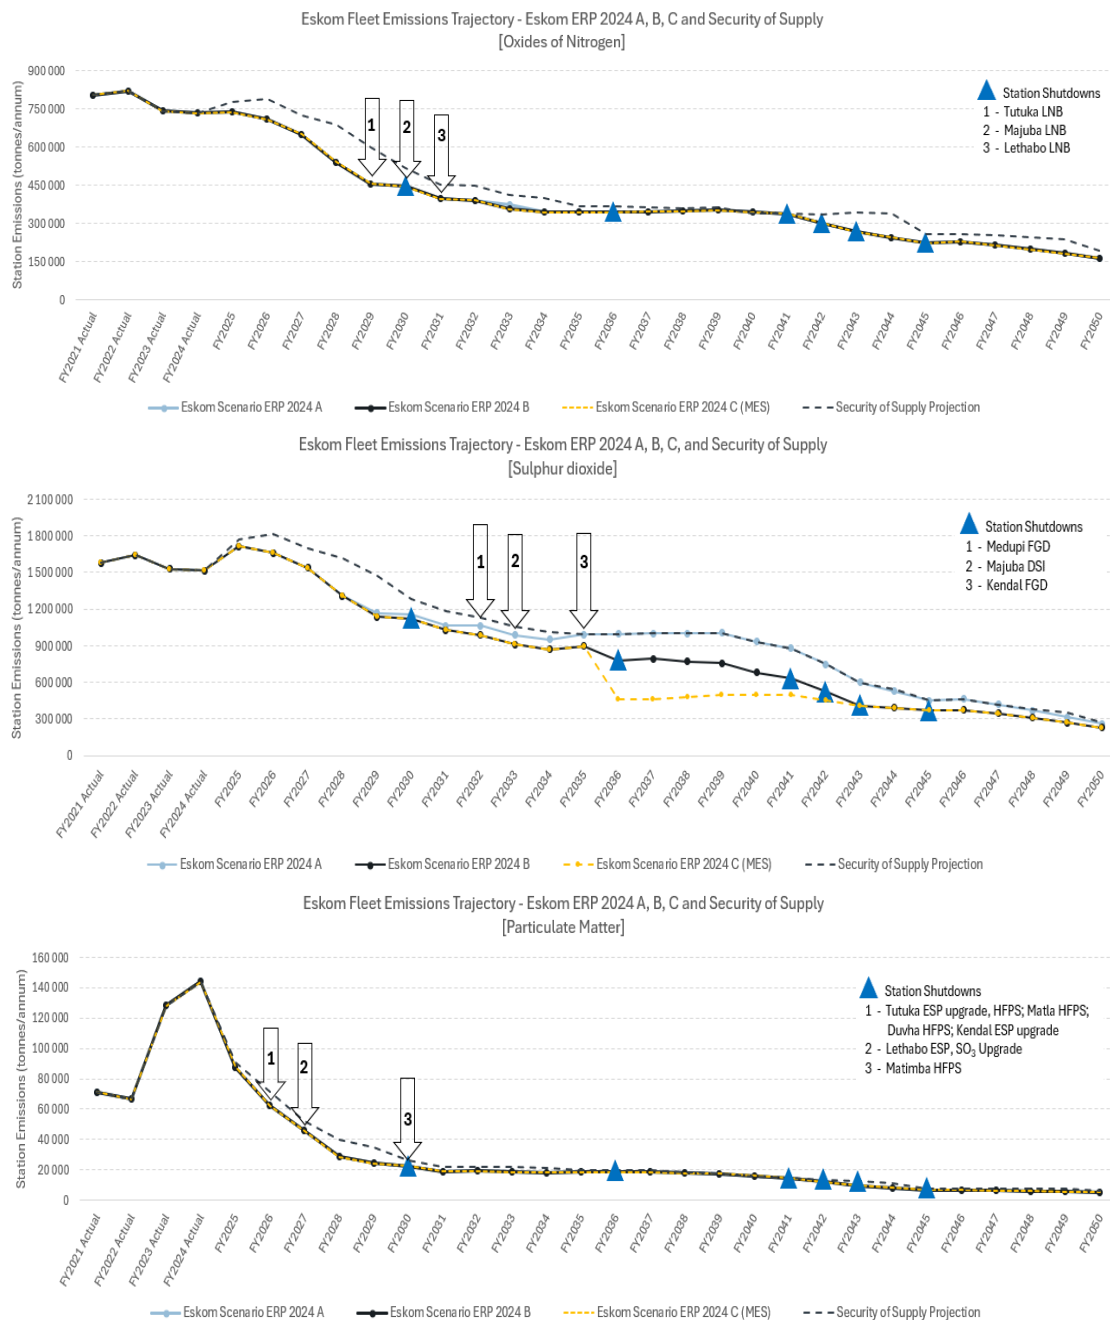 Eskom Fleet Emissions Trajectory - Eskom ERP 2024 A, B, C and Security of Supply
[Oxides of Nitrogen]
Station Emissions (tonnes/annum)
900 000
750 000
600 000
450 000
300 000
150 000
0
1
2
3
Station Shutdowns
1 - Tutuka LNB
2 - Majuba LNB
3 - Lethabo LNB
FY2021 Actual
FY2022 Actual
FY2023 Actual
FY2024 Actual
FY2025
FY2026
FY2027
FY2028
FY2029
FY2030
FY2031
FY2032
FY2033
FY2034
FY2035
FY2036
FY2037
FY2038
FY2039
FY2040
FY2041
FY2042
FY2043
FY2044
FY2045
FY2046
FY2047
FY2048
FY2049
FY2050
Eskom Scenario ERP 2024 A
Eskom Scenario ERP 2024 B
Eskom Scenario ERP 2024 C (MES)
Security of Supply Projection
Eskom Fleet Emissions Trajectory - Eskom ERP 2024 A, B, C, and Security of Supply
[Sulphur dioxide]
Station Emissions (tonnes/annum)
2 100 000
1 800 000
1 500 000
1 200 000
900 000
600 000
300 000
0
1
2
3
Station Shutdowns
1 - Medupi FGD
2 - Majuba DSI
3 - Kendal FGD
FY2021 Actual
FY2022 Actual
FY2023 Actual
FY2024 Actual
FY2025
FY2026
FY2027
FY2028
FY2029
FY2030
FY2031
FY2032
FY2033
FY2034
FY2035
FY2036
FY2037
FY2038
FY2039
FY2040
FY2041
FY2042
FY2043
FY2044
FY2045
FY2046
FY2047
FY2048
FY2049
FY2050
Eskom Scenario ERP 2024 A
Eskom Scenario ERP 2024 B
Eskom Scenario ERP 2024 C (MES)
Security of Supply Projection
Eskom Fleet Emissions Trajectory - Eskom ERP 2024 A, B, C and Security of Supply
[Particulate Matter]
Station Emissions (tonnes/annum)
160 000
140 000
120 000
100 000
80 000
60 000
40 000
20 000
0
1
2
3
Station Shutdowns
1 - Tutuka ESP upgrade, HFPS; Matla HFPS;
Duvha HFPS; Kendal ESP upgrade
2 - Lethabo ESP, SO3 Upgrade
3 - Matimba HFPS
FY2021 Actual
FY2022 Actual
FY2023 Actual
FY2024 Actual
FY2025
FY2026
FY2027
FY2028
FY2029
FY2030
FY2031
FY2032
FY2033
FY2034
FY2035
FY2036
FY2037
FY2038
FY2039
FY2040
FY2041
FY2042
FY2043
FY2044
FY2045
FY2046
FY2047
FY2048
FY2049
FY2050
Eskom Scenario ERP 2024 A
Eskom Scenario ERP 2024 B
Eskom Scenario ERP 2024 C (MES)
Security of Supply Projection